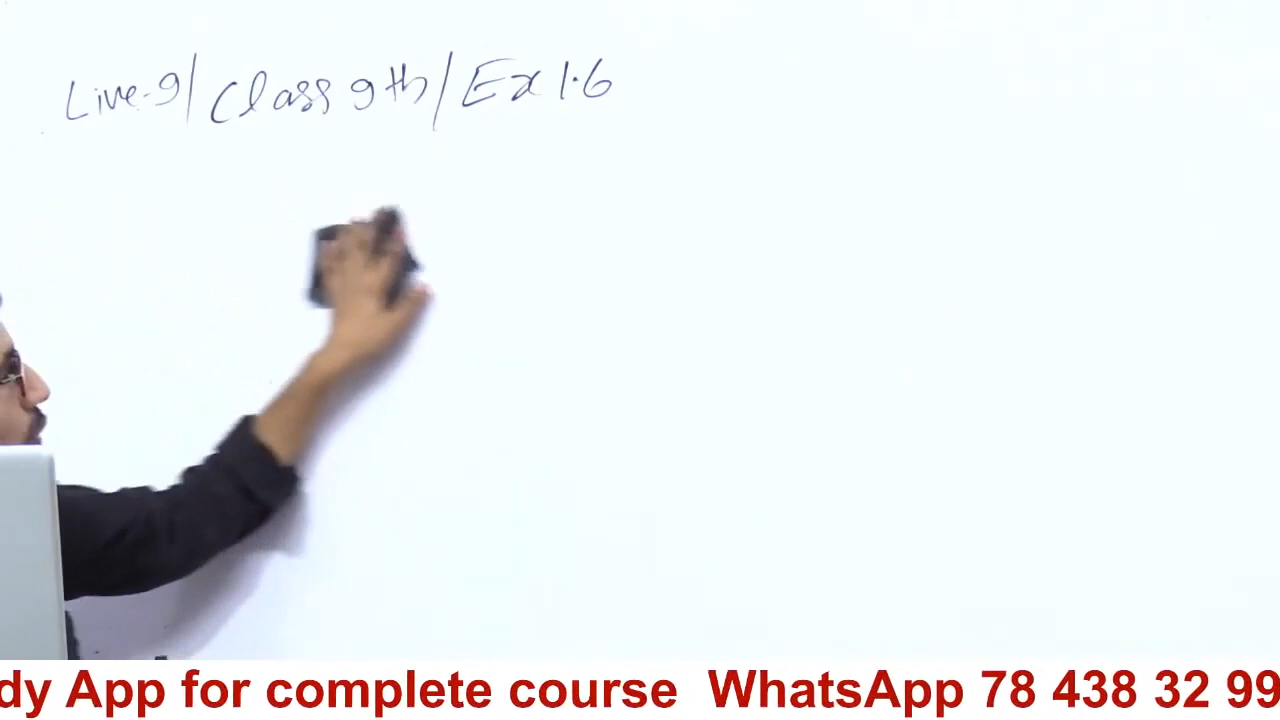 Live-9/Class 9th/Ex 1.6
dy App for complete course WhatsApp 78 438 32 99